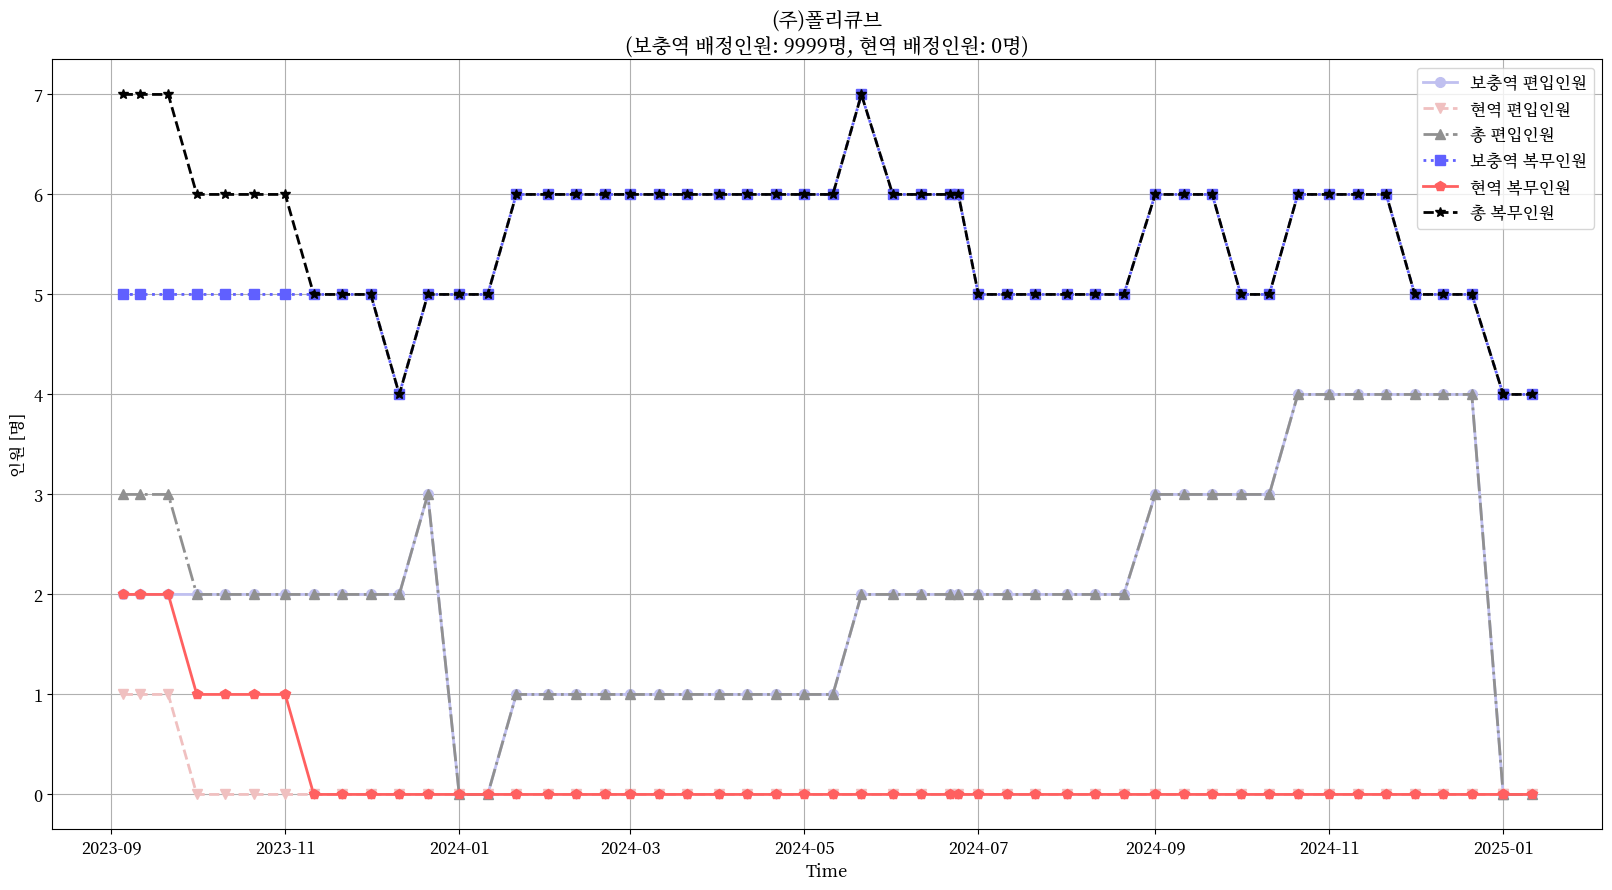 (주)폴리큐브
(보충역 배정인원: 9999명, 현역 배정인원: 0명)
보충역 편입인원
현역 편입인원
총 편입인원
보충역 복무인원
현역 복무인원
총 복무인원
인원 [명]
7
6
5
4
3
2
1
0
2023-09 2023-11 2024-01 2024-03 2024-05 2024-07 2024-09 2024-11 2025-01
Time